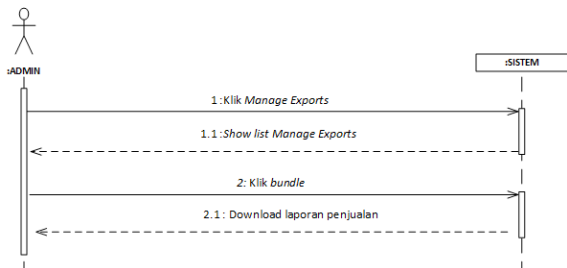 :ADMIN
:SISTEM
1:Klik Manage Exports
1.1:Show list Manage Exports
2: Klik bundle
2.1: Download laporan penjualan